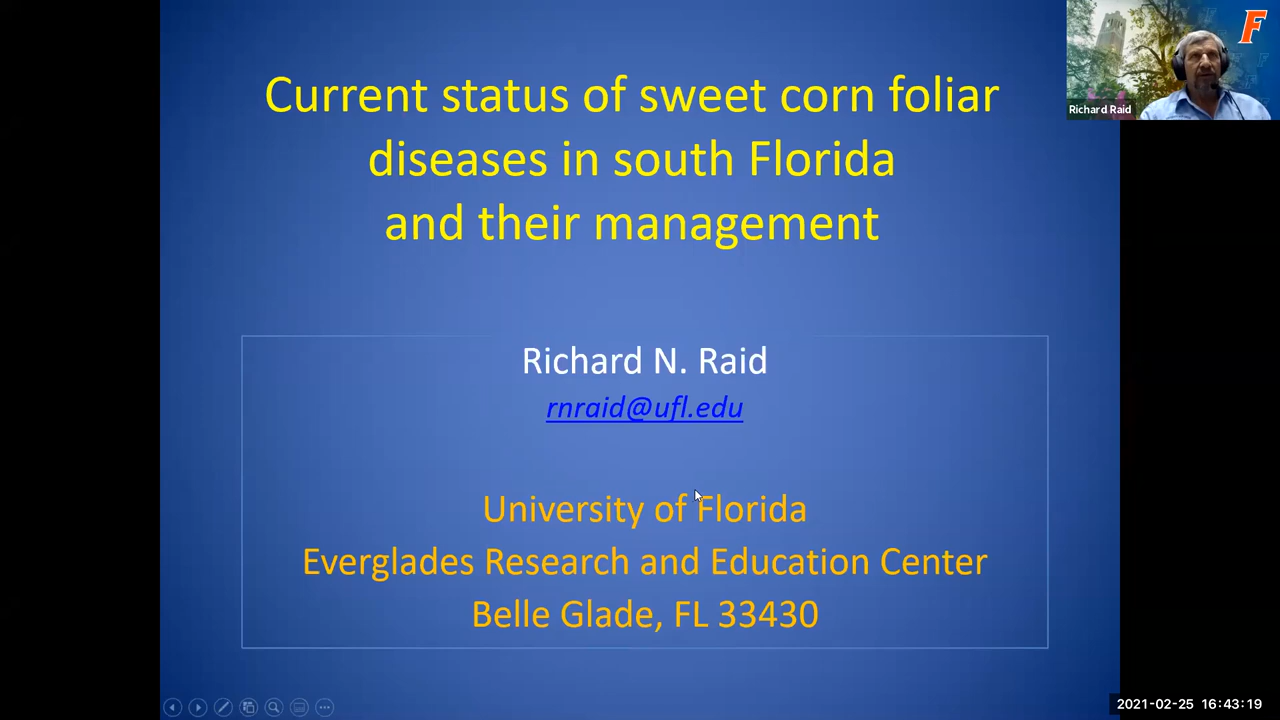 Current status of sweet corn foliar
diseases in south Florida
and their management
Richard N. Raid
rnraid@ufl.edu
University of Florida
Everglades Research and Education Center
Belle Glade, FL 33430
F
Richard Raid
2021-02-25 16:43:19